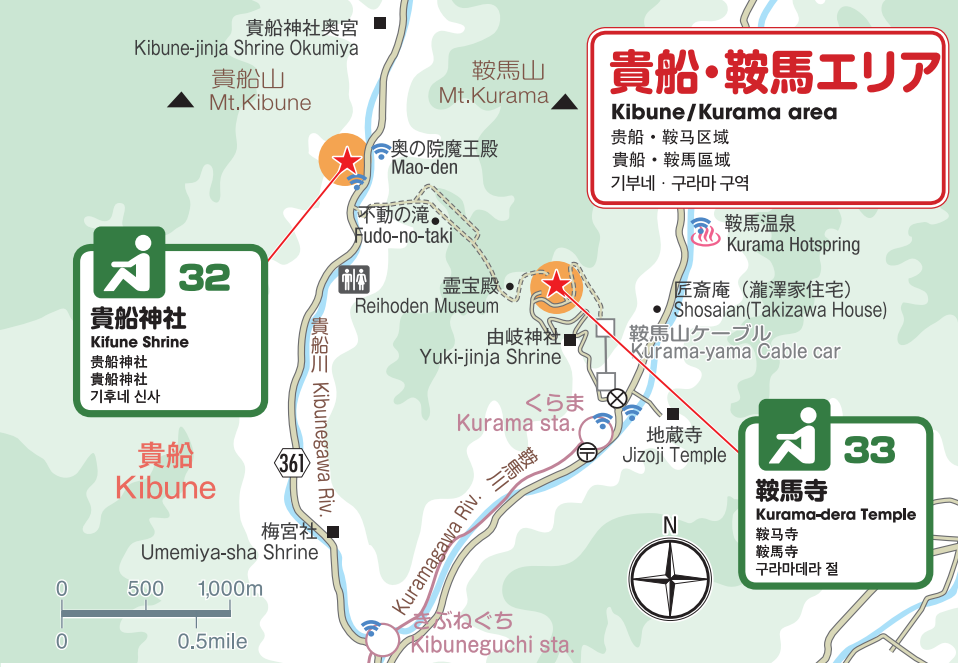 貴船神社奥宮
Kibune-jinja Shrine Okumiya
貴船山
Mt.Kibune
鞍馬山
Mt.Kurama
貴船・鞍馬エリア
Kibune/Kurama area
贵船・鞍马区域
貴船・鞍馬區域
기부네・구라마 구역
奥の院魔王殿
Mao-den
不動の滝
Fudo-no-taki
鞍馬温泉
Kurama Hotspring
32
貴船神社
Kifune Shrine
贵船神社
貴船神社
기후네 신사
霊宝殿
Reihoden Museum
匠斎庵（瀧澤家住宅）
Shosaian(Takizawa House)
由岐神社
Yuki-jinja Shrine
鞍馬山ケーブル
Kurama-yama Cable car
貴船川 Kibunegawa Riv.
くらま
Kurama sta.
地蔵寺
Jizoji Temple
貴船
Kibune
361
鞍馬川
Kuramagawa Riv.
33
鞍馬寺
Kurama-dera Temple
鞍马寺
鞍馬寺
구라마데라 절
梅宮社
Umemiya-sha Shrine
N
0 500 1,000m
0 0.5mile
きぶねぐち
Kibuneguchi sta.